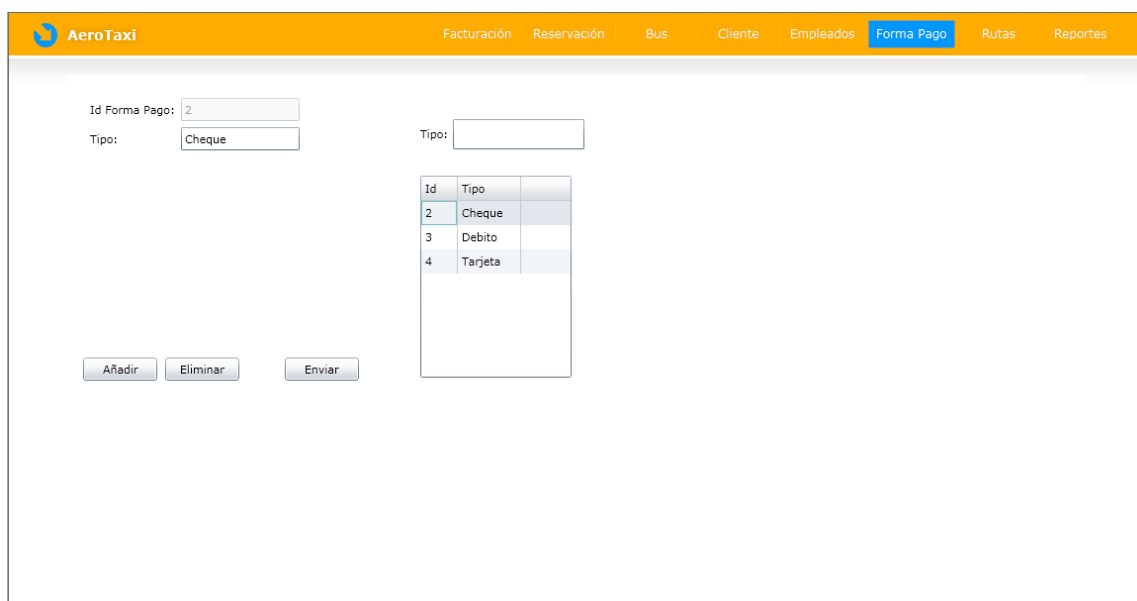 AeroTaxi Facturación Reservación Bus Cliente Empleados Forma Pago Rutas Reportes
Id Forma Pago: 2
Tipo: Cheque
Tipo:
Id Tipo
2 Cheque
3 Debito
4 Tarjeta
Añadir Eliminar Enviar